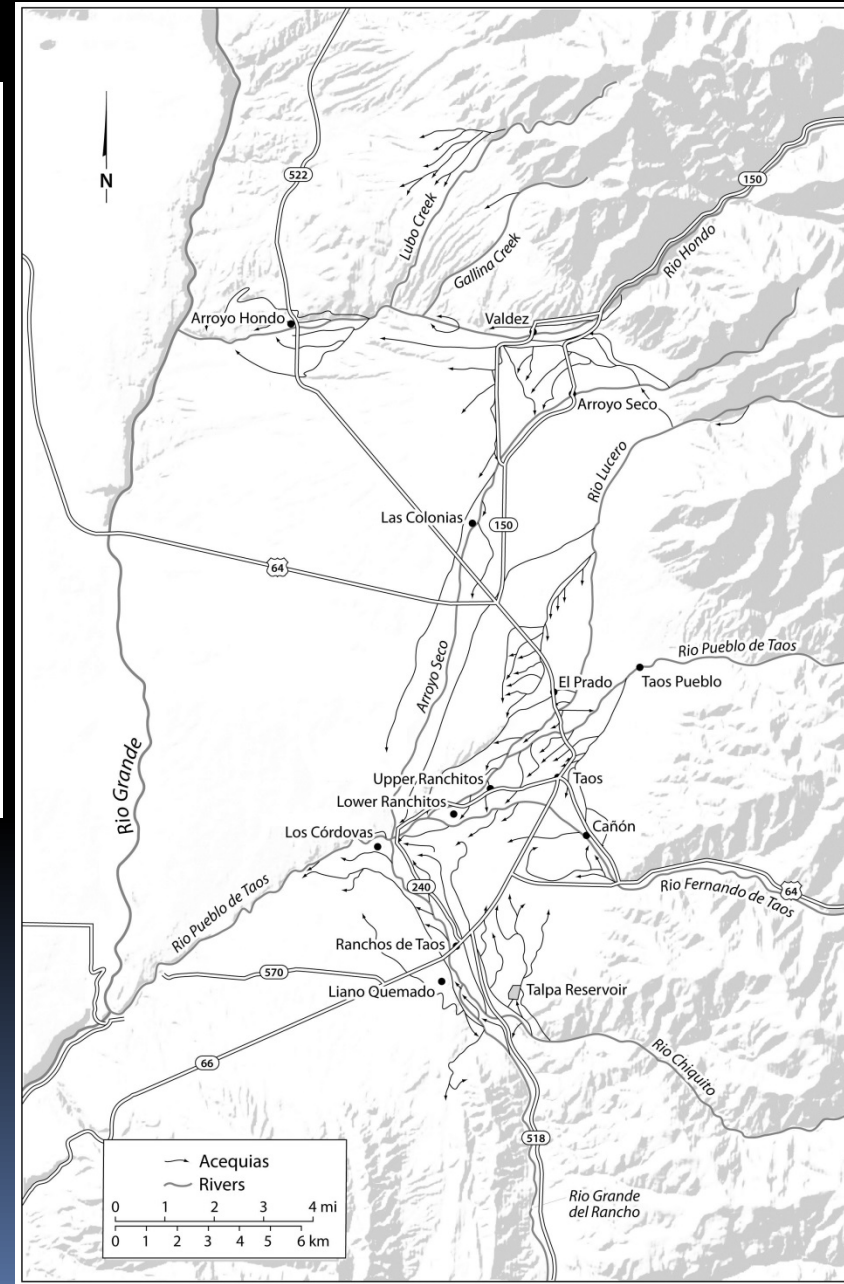 N
522
150
Lubo Creek
Gallina Creek
Rio Hondo
Arroyo Hondo
Valdez
Arroyo Seco
Rio Lucero
Las Colonias
150
64
Arroyo Seco
Rio Pueblo de Taos
El Prado
Taos Pueblo
Rio Grande
Upper Ranchitos
Taos
Lower Ranchitos
Los Córdovas
Cañón
240
Rio Fernando de Taos
64
Rio Pueblo de Taos
Ranchos de Taos
570
Liano Quemado
Talpa Reservoir
66
Rio Chiquito
518
Acequias
Rivers
0 1 2 3 4 mi
0 1 2 3 4 5 6 km
Rio Grande
del Rancho